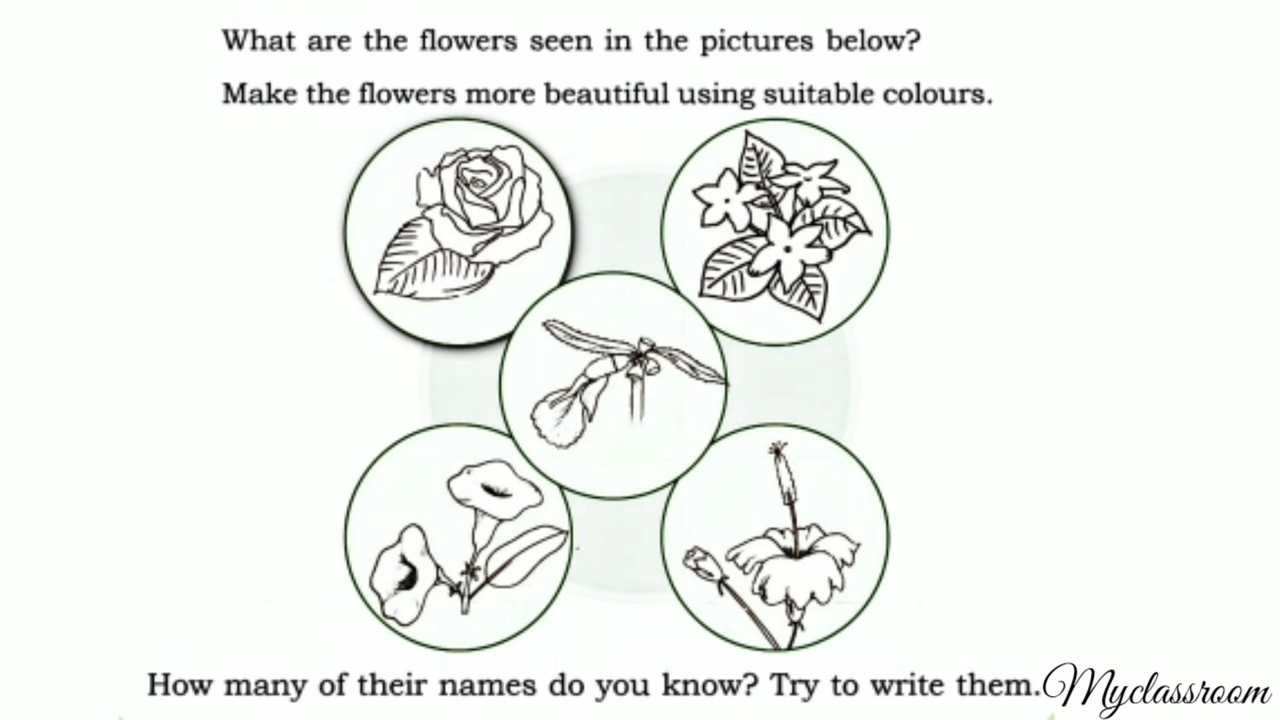 What are the flowers seen in the pictures below?
Make the flowers more beautiful using suitable colours.
How many of their names do you know? Try to write them.
Myclassroom